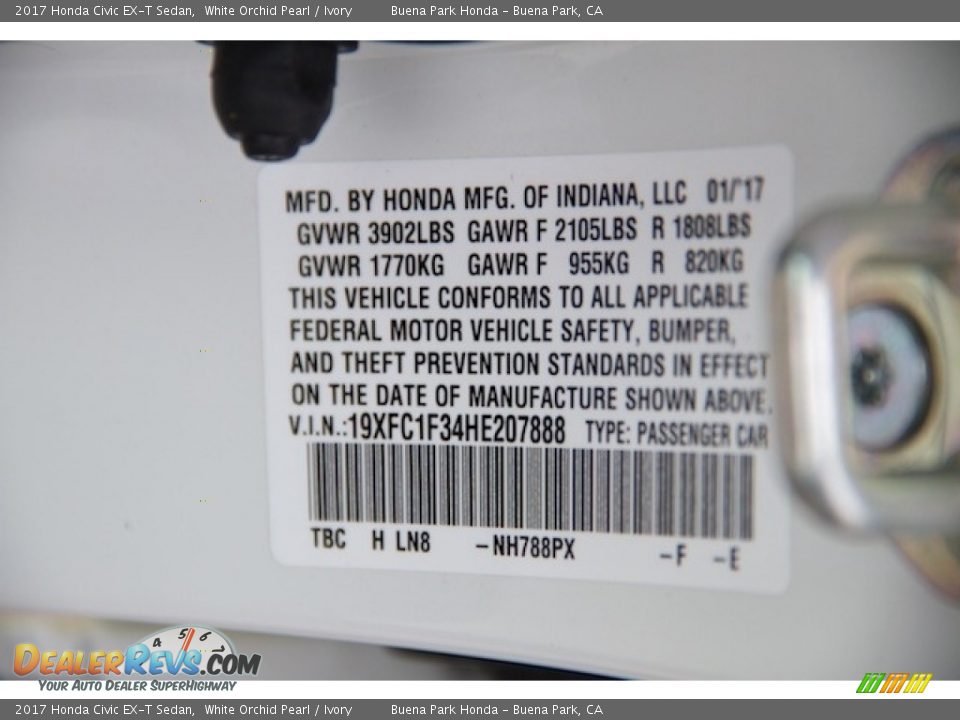 2017 Honda Civic EX-T Sedan, White Orchid Pearl / Ivory Buena Park Honda - Buena Park, CA
MFD. BY HONDA MFG. OF INDIANA, LLC 01/'17
GVWR 3902LBS GAWR F 2105LBS R 1808LBS
GVWR 1770KG GAWR F 955KG R 820KG
THIS VEHICLE CONFORMS TO ALL APPLICABLE
FEDERAL MOTOR VEHICLE SAFETY, BUMPER,
AND THEFT PREVENTION STANDARDS IN EFFECT
ON THE DATE OF MANUFACTURE SHOWN ABOVE.
V.I.N.:19XFC1F34HE207888 TYPE: PASSENGER CAR
TBC H LN8 -NH788PX -F -E
4 5 6
DEALERREVS.COM
YOUR AUTO DEALER SUPERHIGHWAY
2017 Honda Civic EX-T Sedan, White Orchid Pearl / Ivory Buena Park Honda - Buena Park, CA